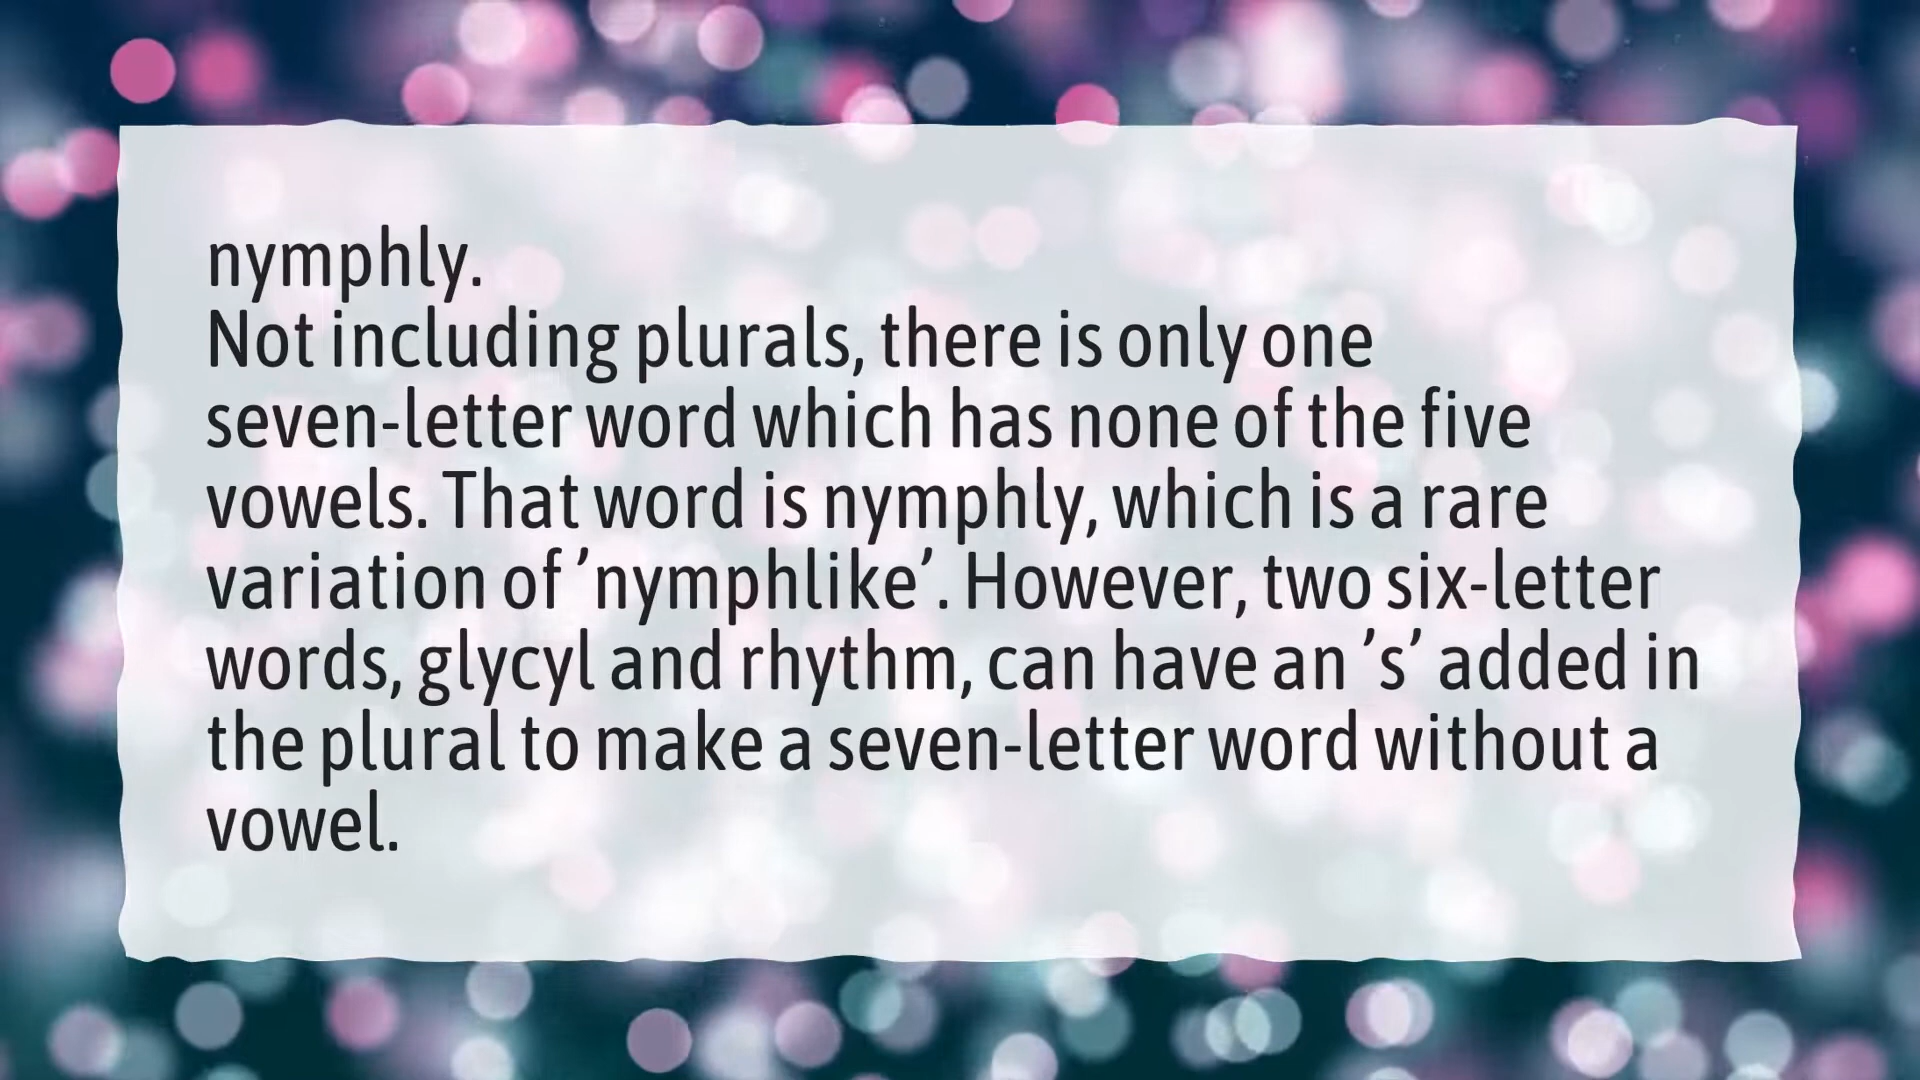 nymphly.
Not including plurals, there is only one
seven-letter word which has none of the five
vowels. That word is nymphly, which is a rare
variation of ’nymphlike’. However, two six-letter
words, glycyl and rhythm, can have an ’s’ added in
the plural to make a seven-letter word without a
vowel.